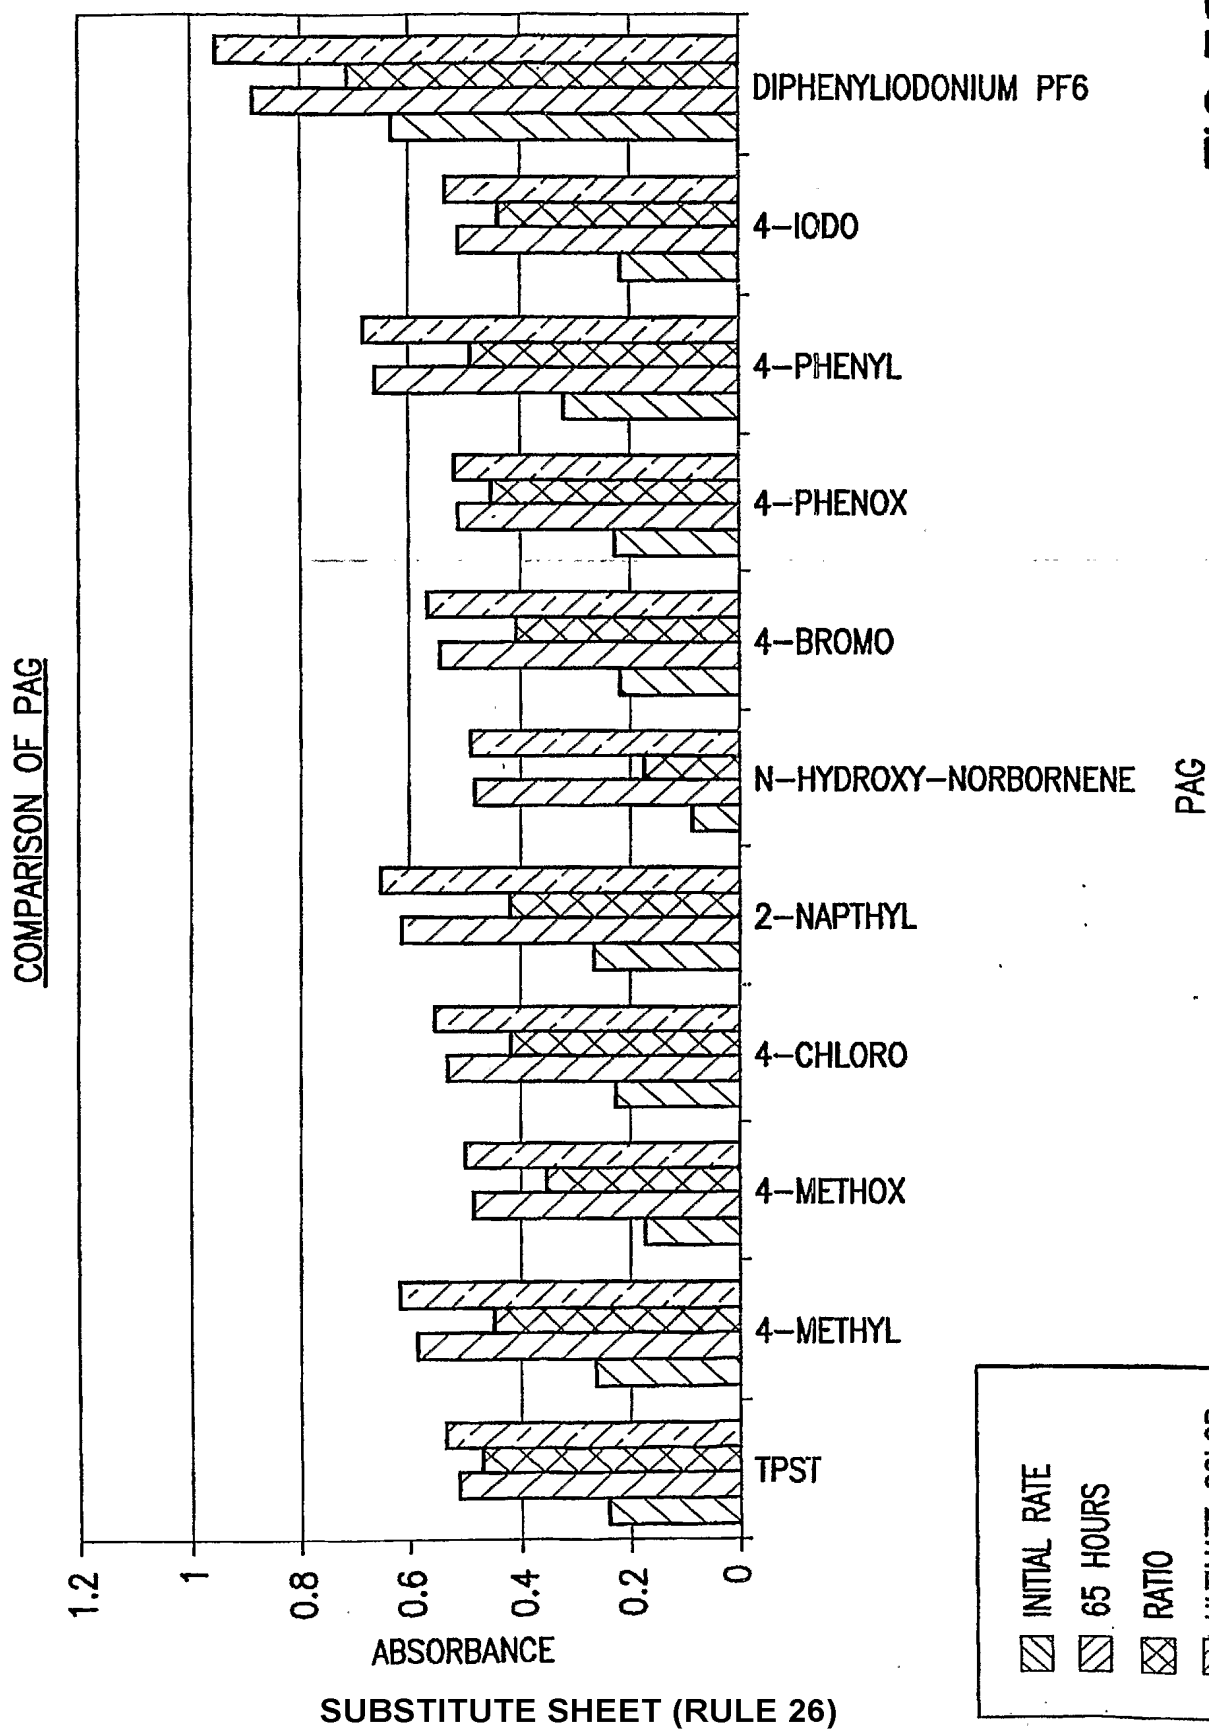 COMPARISON OF PAG
ABSORBANCE
1.2
1
0.8
0.6
0.4
0.2
0
TPST
4-METHYL
4-METHOX
4-CHLORO
2-NAPTHYL
N-HYDROXY-NORBORNENE
4-BROMO
4-PHENOX
4-PHENYL
4-IODO
DIPHENYLIODONIUM PF6
PAG
INITIAL RATE
65 HOURS
RATIO
SUBSTITUTE SHEET (RULE 26)